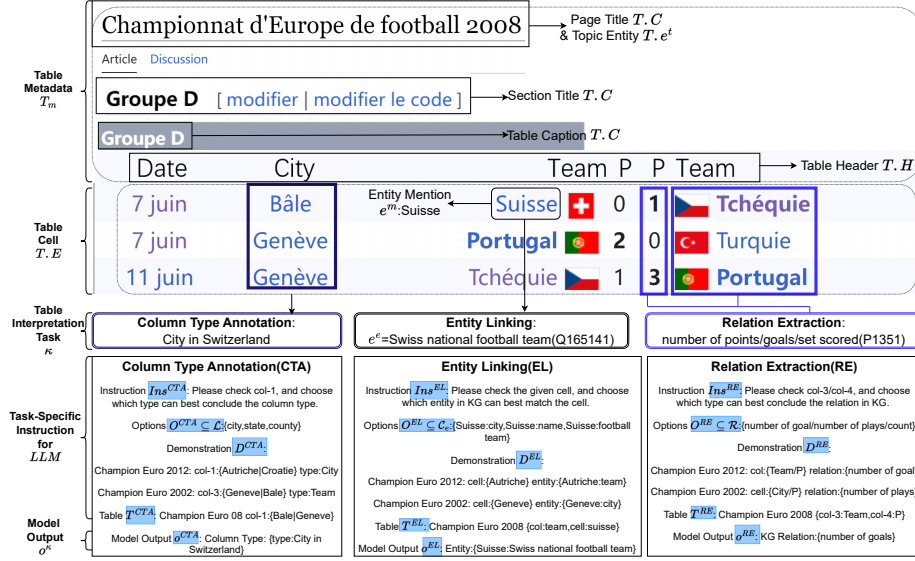 Championnat d'Europe de football 2008
Page Title T.C
& Topic Entity T.e^t
Article Discussion
Table
Metadata
T_m
Groupe D [ modifier | modifier le code ]
Section Title T.C
Groupe D
Table Caption T.C
Date City Team P P Team
Table Header T.H
Table
Cell
T.E
Entity Mention
e^m:Suisse
7 juin Bâle Suisse 0 1 Tchéquie
7 juin Genève Portugal 2 0 Turquie
11 juin Genève Tchéquie 1 3 Portugal
Table
Interpretation
Task
κ
Column Type Annotation:
City in Switzerland
Entity Linking:
e^e=Swiss national football team(Q165141)
Relation Extraction:
number of points/goals/set scored(P1351)
Task-Specific
Instruction
for
LLM
Column Type Annotation(CTA)
Instruction Ins^CTA: Please check col-1, and choose
which type can best conclude the column type.
Options O^CTA ⊆ L:{city,state,county}
Demonstration D^CTA:
Champion Euro 2012: col-1:{Autriche|Croatie} type:City
Champion Euro 2002: col-3:{Geneve|Bale} type:Team
Table T^CTA: Champion Euro 08 col-1:{Bale|Geneve}
Model Output o^CTA: Column Type: {type:City in
Switzerland}
Entity Linking(EL)
Instruction Ins^EL: Please check the given cell, and choose
which entity in KG can best match the cell.
Options O^EL ⊆ C_e:{Suisse:city,Suisse:name,Suisse:football
team}
Demonstration D^EL:
Champion Euro 2012: cell:{Autriche} entity:{Autriche:team}
Champion Euro 2002: cell:{Geneve} entity:{Geneve:city}
Table T^EL: Champion Euro 2008 {col:team,cell:suisse}
Model Output o^EL: Entity:{Suisse:Swiss national football team}
Relation Extraction(RE)
Instruction Ins^RE: Please check col-3/col-4, and choose
which type can best conclude the relation in KG.
Options O^RE ⊆ R:{number of goal/number of plays/count}
Demonstration D^RE:
Champion Euro 2012: col:{Team/P} relation:{number of goal}
Champion Euro 2002: cell:{City/P} relation:{number of plays}
Table T^RE: Champion Euro 2008 {col-3:Team,col-4:P}
Model Output o^RE: KG Relation:{number of goals}
Model
Output
o^κ